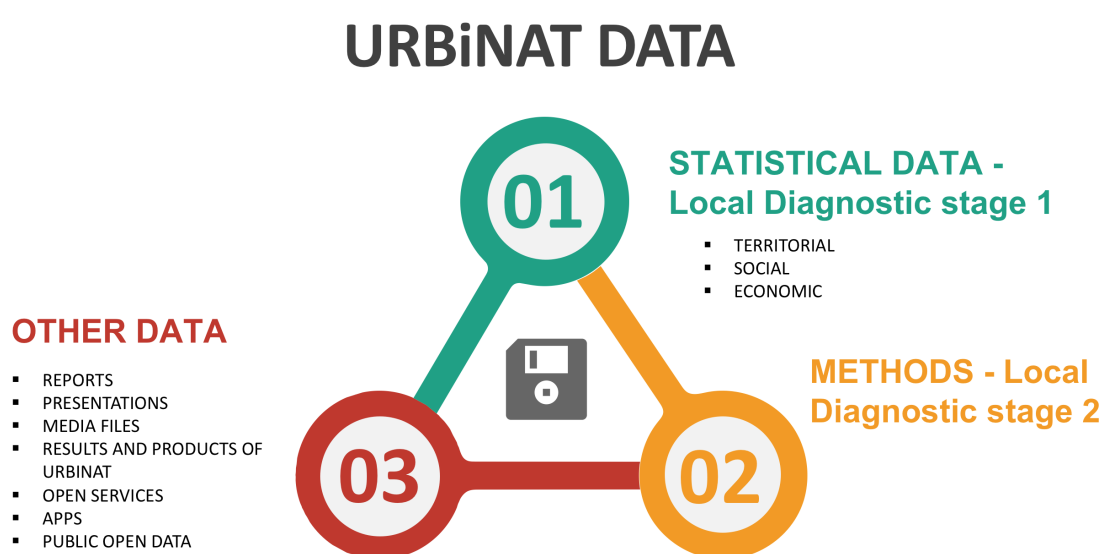 URBiNAT DATA
01
STATISTICAL DATA -
Local Diagnostic stage 1
▪ TERRITORIAL
▪ SOCIAL
▪ ECONOMIC
OTHER DATA
▪ REPORTS
▪ PRESENTATIONS
▪ MEDIA FILES
▪ RESULTS AND PRODUCTS OF
URBINAT
▪ OPEN SERVICES
▪ APPS
▪ PUBLIC OPEN DATA
03
02
METHODS - Local
Diagnostic stage 2